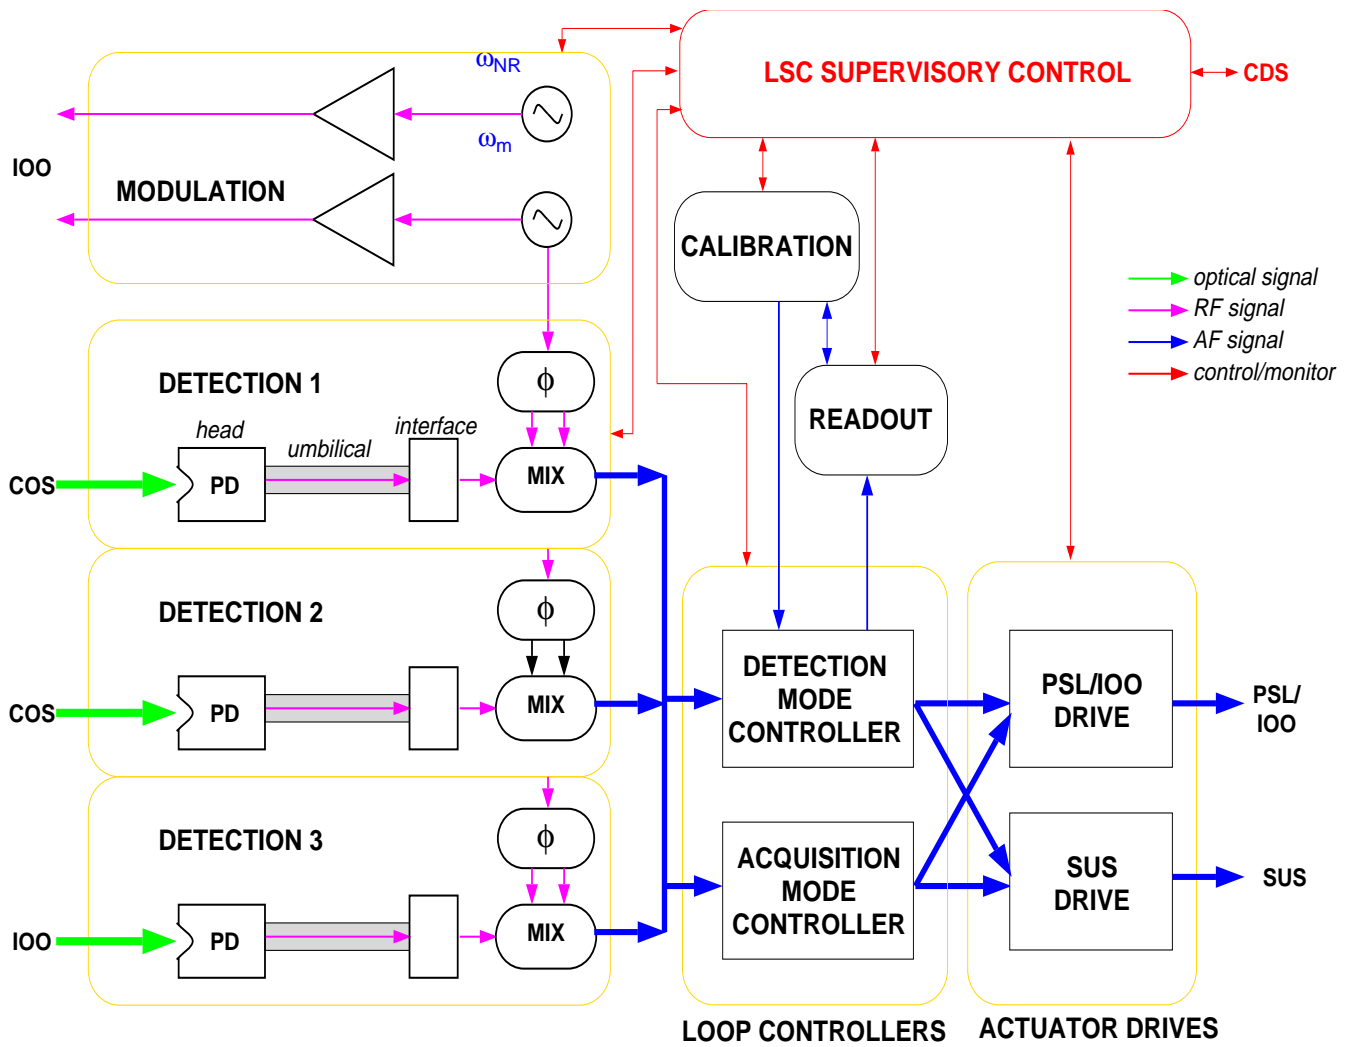 ωNR
LSC SUPERVISORY CONTROL
CDS
ωm
IOO
MODULATION
CALIBRATION
optical signal
RF signal
AF signal
control/monitor
DETECTION 1
ϕ
READOUT
head
umbilical
interface
COS
PD
MIX
DETECTION 2
ϕ
COS
PD
MIX
DETECTION
MODE
CONTROLLER
PSL/IOO
DRIVE
PSL/
IOO
DETECTION 3
ϕ
ACQUISITION
MODE
CONTROLLER
SUS
DRIVE
SUS
IOO
PD
MIX
LOOP CONTROLLERS
ACTUATOR DRIVES